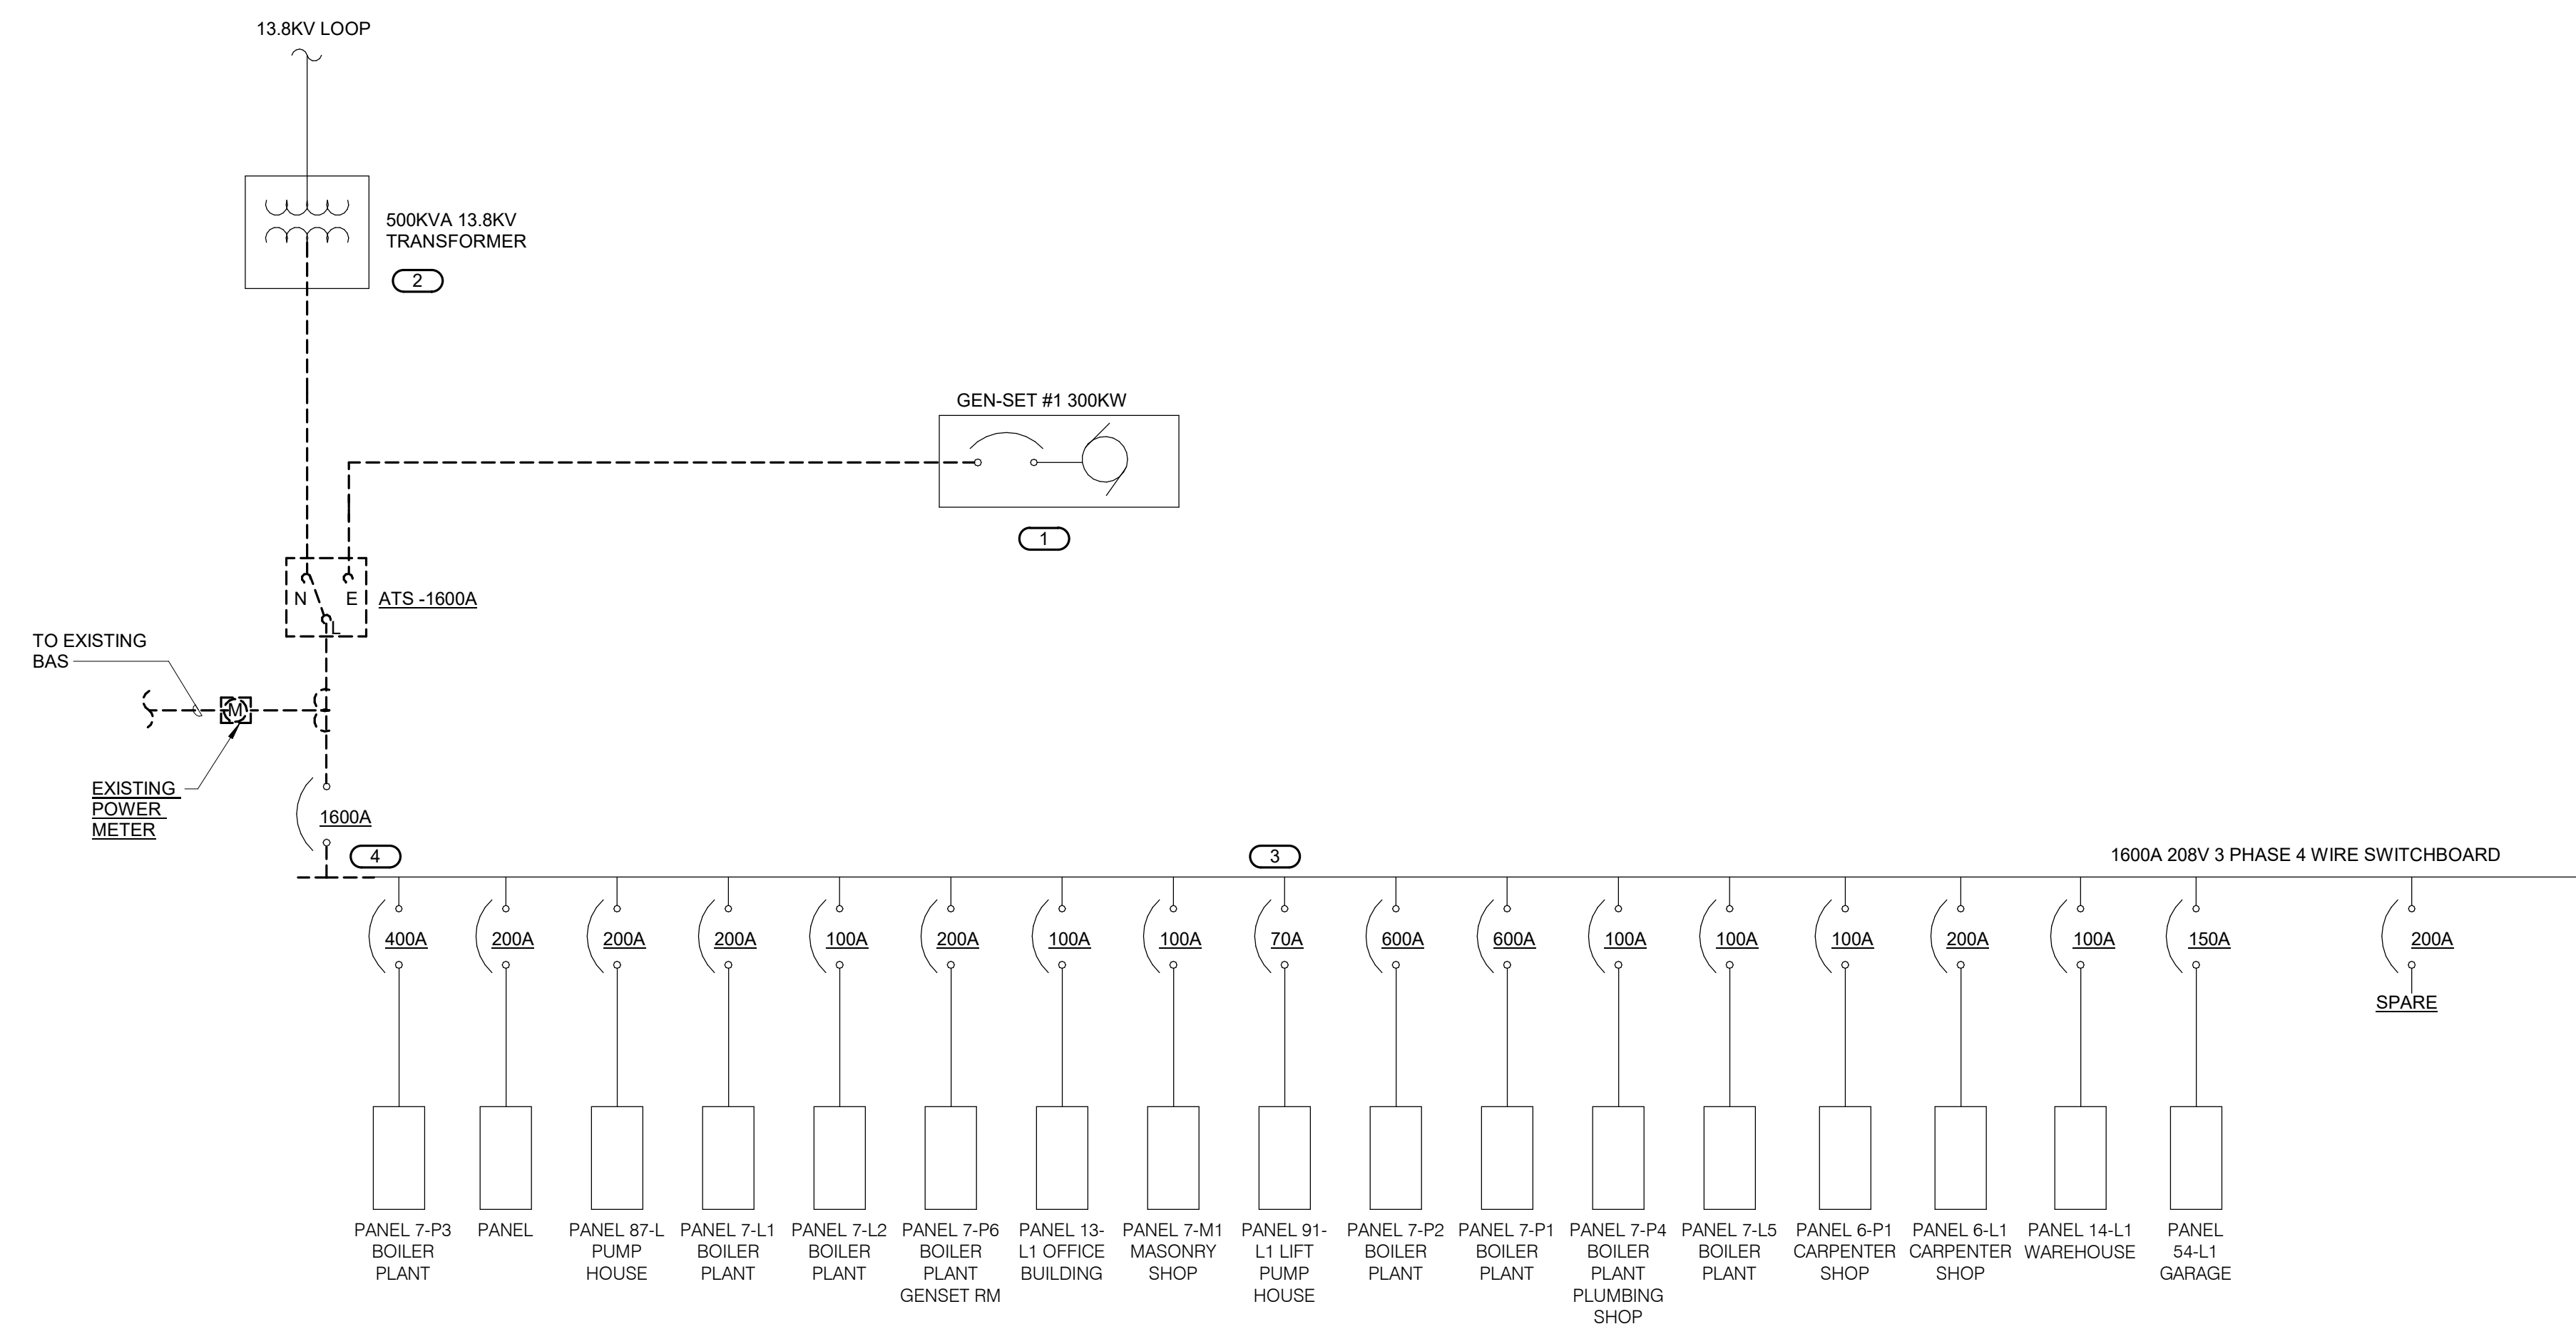 13.8KV LOOP
500KVA 13.8KV
TRANSFORMER
2
GEN-SET #1 300KW
1
N
E
L
ATS -1600A
TO EXISTING
BAS
M
EXISTING
POWER
METER
1600A
4
3
1600A 208V 3 PHASE 4 WIRE SWITCHBOARD
400A
200A
200A
200A
100A
200A
100A
100A
70A
600A
600A
100A
100A
100A
200A
100A
150A
200A
SPARE
PANEL 7-P3
BOILER
PLANT
PANEL
PANEL 87-L
PUMP
HOUSE
PANEL 7-L1
BOILER
PLANT
PANEL 7-L2
BOILER
PLANT
PANEL 7-P6
BOILER
PLANT
GENSET RM
PANEL 13-
L1 OFFICE
BUILDING
PANEL 7-M1
MASONRY
SHOP
PANEL 91-
L1 LIFT
PUMP
HOUSE
PANEL 7-P2
BOILER
PLANT
PANEL 7-P1
BOILER
PLANT
PANEL 7-P4
BOILER
PLANT
PLUMBING
SHOP
PANEL 7-L5
BOILER
PLANT
PANEL 6-P1
CARPENTER
SHOP
PANEL 6-L1
CARPENTER
SHOP
PANEL 14-L1
WAREHOUSE
PANEL
54-L1
GARAGE